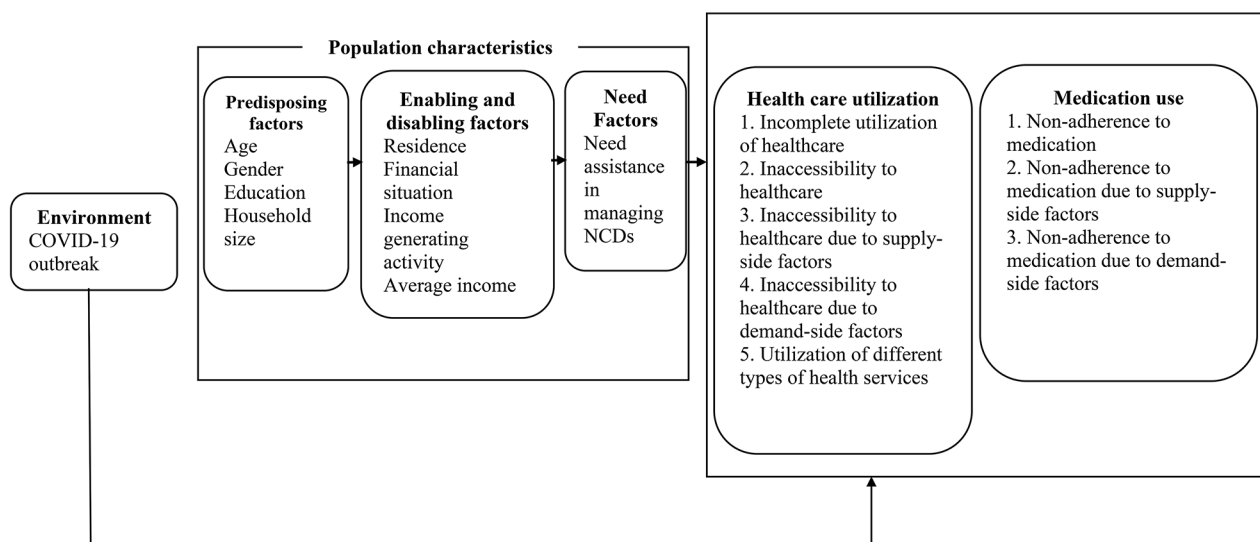 Population characteristics
Environment
COVID-19
outbreak
Predisposing
factors
Age
Gender
Education
Household
size
Enabling and
disabling factors
Residence
Financial
situation
Income
generating
activity
Average income
Need
Factors
Need
assistance
in
managing
NCDs
Health care utilization
1. Incomplete utilization
of healthcare
2. Inaccessibility to
healthcare
3. Inaccessibility to
healthcare due to supply-
side factors
4. Inaccessibility to
healthcare due to
demand-side factors
5. Utilization of different
types of health services
Medication use
1. Non-adherence to
medication
2. Non-adherence to
medication due to supply-
side factors
3. Non-adherence to
medication due to demand-
side factors